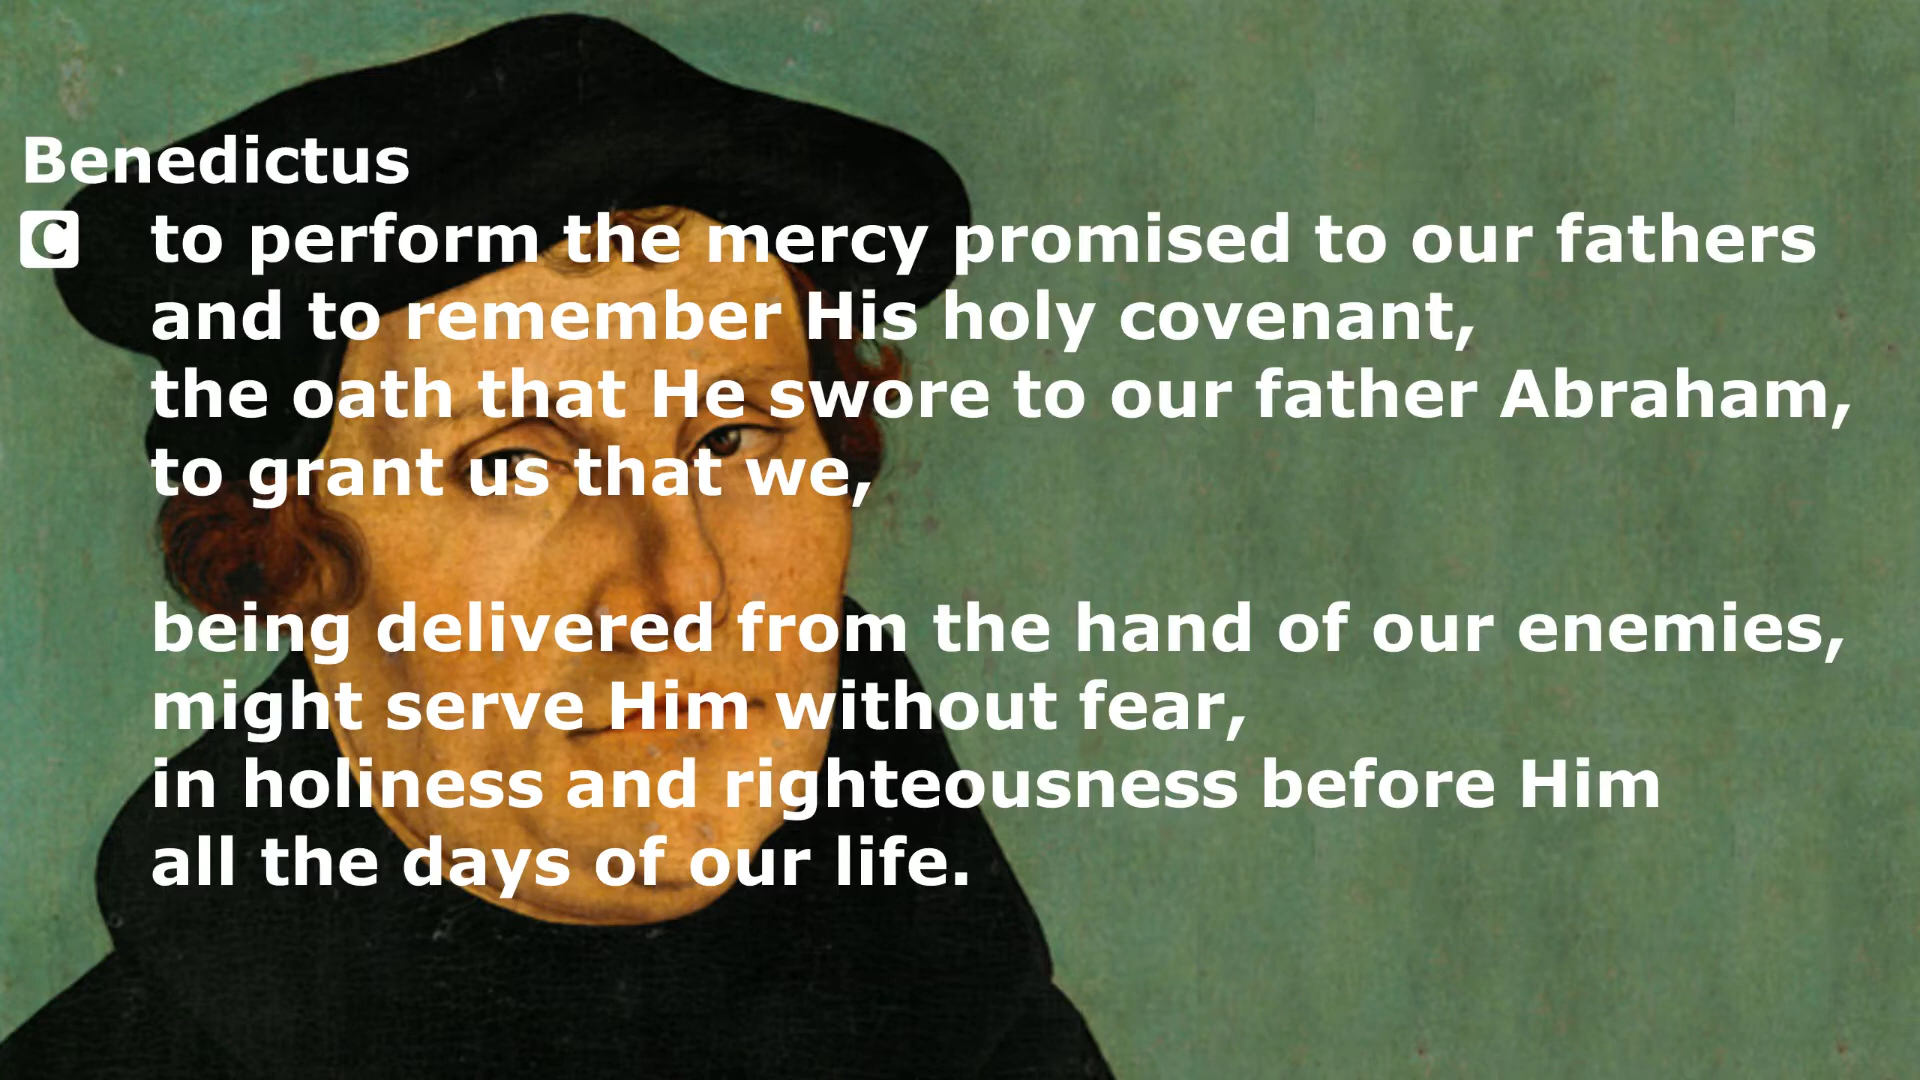 Benedictus
C to perform the mercy promised to our fathers
and to remember His holy covenant,
the oath that He swore to our father Abraham,
to grant us that we,
being delivered from the hand of our enemies,
might serve Him without fear,
in holiness and righteousness before Him
all the days of our life.